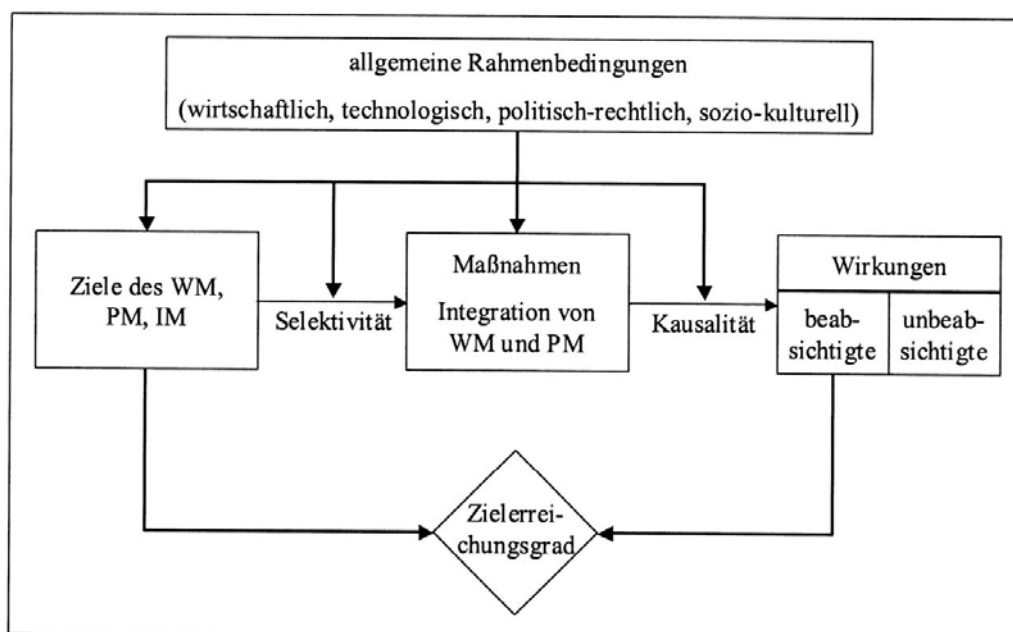 allgemeine Rahmenbedingungen
(wirtschaftlich, technologisch, politisch-rechtlich, sozio-kulturell)
Ziele des WM,
PM, IM
Selektivität
Maßnahmen
Integration von
WM und PM
Kausalität
Wirkungen
beab-
sichtigte
unbeab-
sichtigte
Zielerrei-
chungsgrad